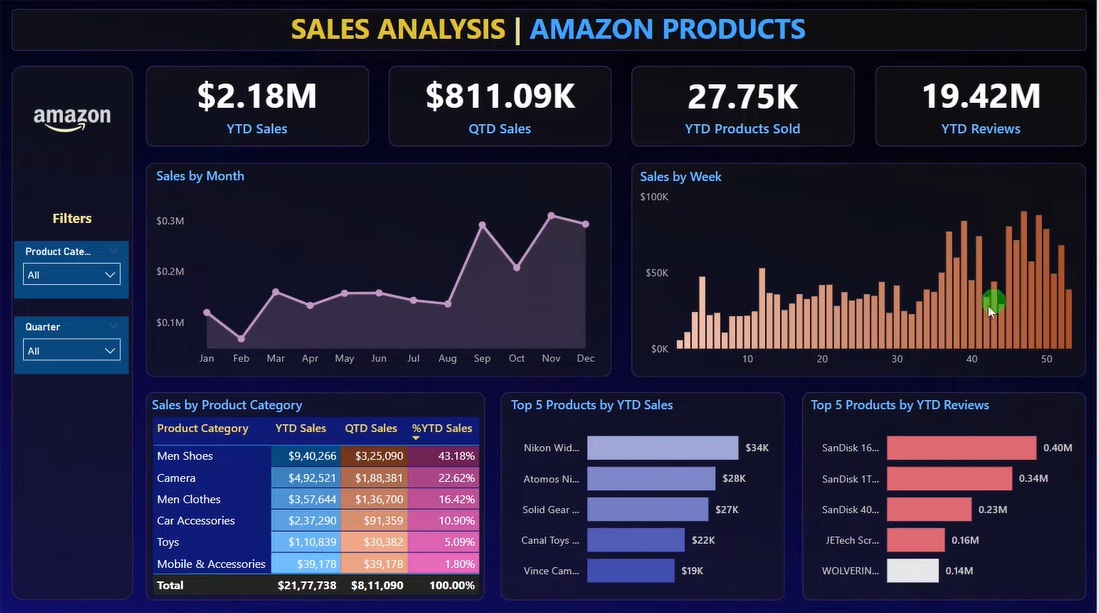 SALES ANALYSIS | AMAZON PRODUCTS
amazon
$2.18M
YTD Sales
$811.09K
QTD Sales
27.75K
YTD Products Sold
19.42M
YTD Reviews
Filters
Product Cate...
All
Quarter
All
Sales by Month
$0.3M
$0.2M
$0.1M
Jan Feb Mar Apr May Jun Jul Aug Sep Oct Nov Dec
Sales by Week
$100K
$50K
$0K
10 20 30 40 50
Sales by Product Category
Product Category YTD Sales QTD Sales %YTD Sales
Men Shoes $9,40,266 $3,25,090 43.18%
Camera $4,92,521 $1,88,381 22.62%
Men Clothes $3,57,644 $1,36,700 16.42%
Car Accessories $2,37,290 $91,359 10.90%
Toys $1,10,839 $30,382 5.09%
Mobile & Accessories $39,178 $39,178 1.80%
Total $21,77,738 $8,11,090 100.00%
Top 5 Products by YTD Sales
Nikon Wid... $34K
Atomos Ni... $28K
Solid Gear ... $27K
Canal Toys ... $22K
Vince Cam... $19K
Top 5 Products by YTD Reviews
SanDisk 16... 0.40M
SanDisk 1T... 0.34M
SanDisk 40... 0.23M
JETech Scr... 0.16M
WOLVERIN... 0.14M